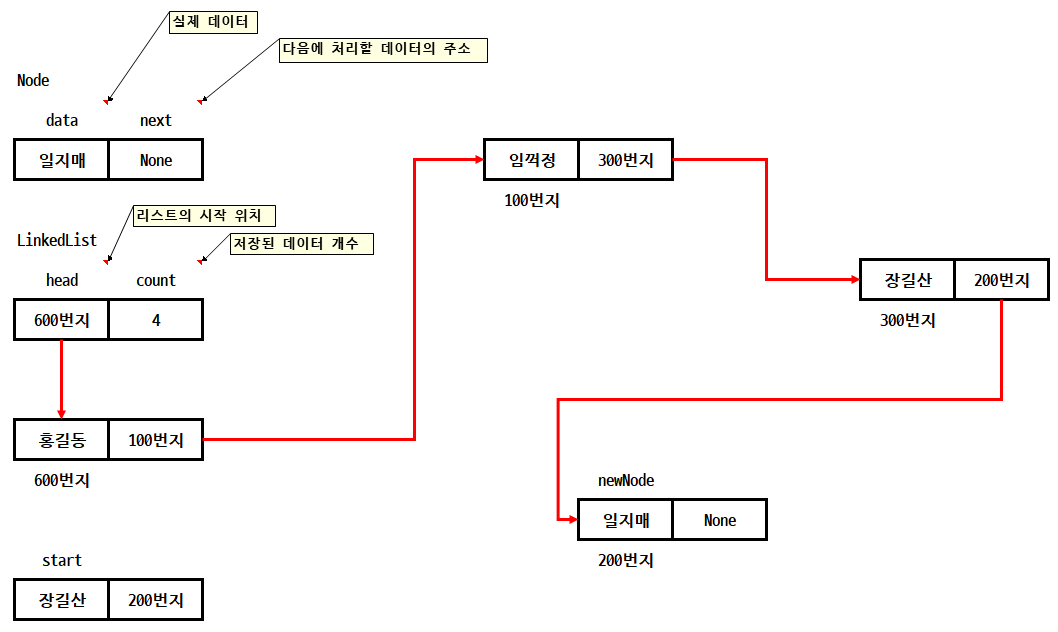 실제 데이터
다음에 처리할 데이터의 주소
Node
data next
일지매 None
임꺽정 300번지
100번지
리스트의 시작 위치
LinkedList
저장된 데이터 개수
head count
600번지 4
장길산 200번지
300번지
홍길동 100번지
600번지
newNode
일지매 None
200번지
start
장길산 200번지